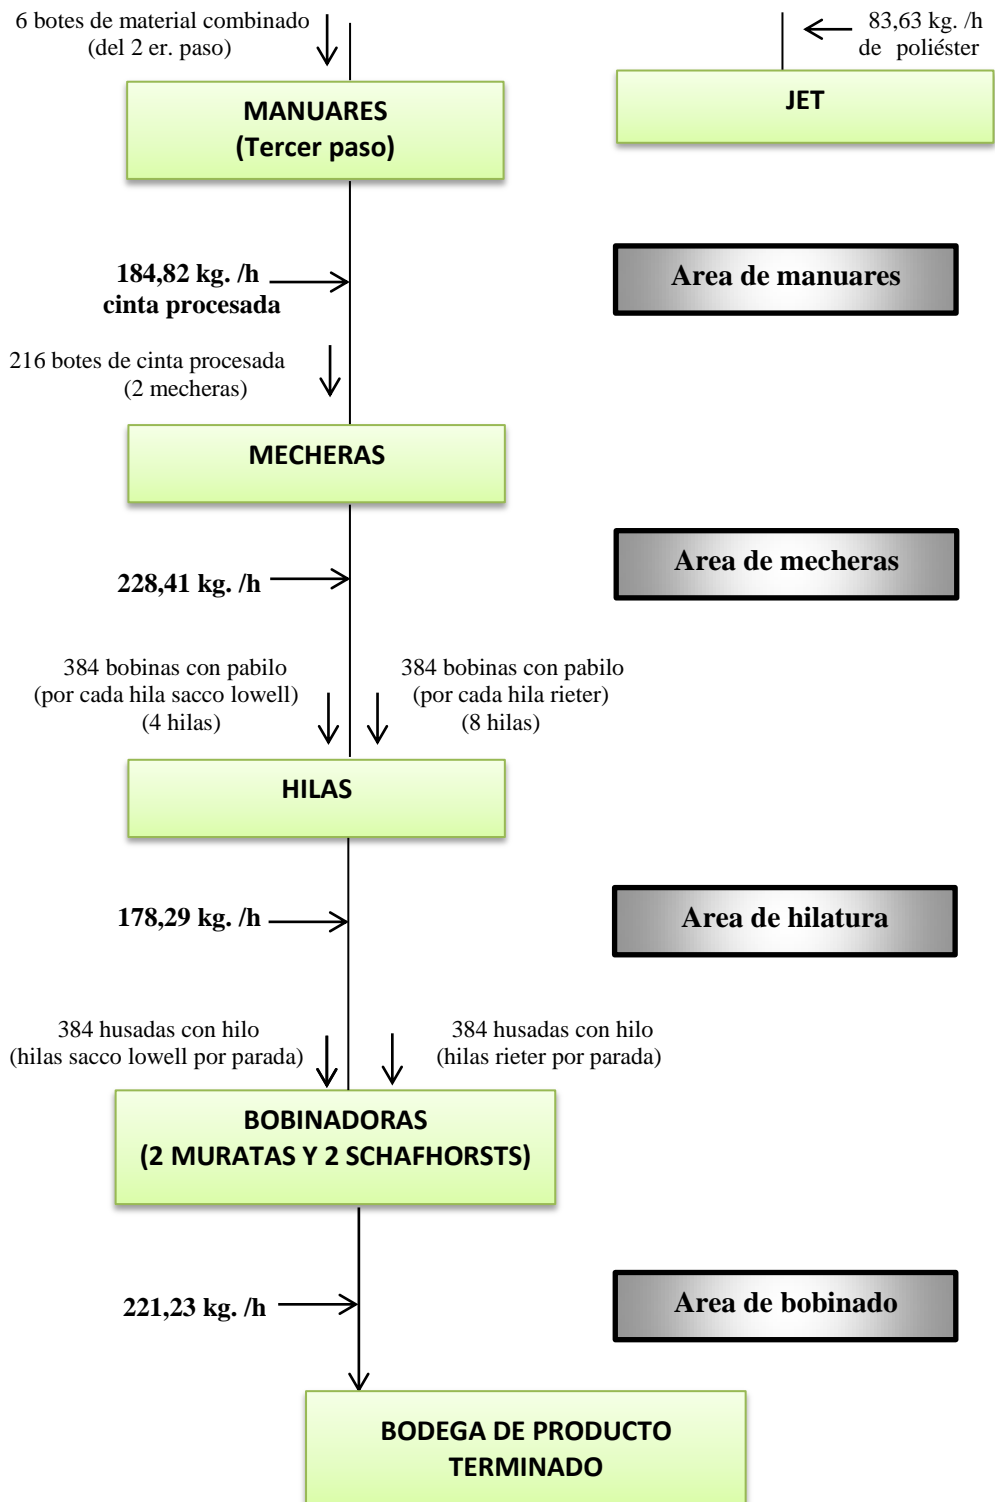 6 botes de material combinado
(del 2 er. paso)
83,63 kg. /h
de poliéster
MANUARES
(Tercer paso)
JET
184,82 kg. /h
cinta procesada
Area de manuares
216 botes de cinta procesada
(2 mecheras)
MECHERAS
228,41 kg. /h
Area de mecheras
384 bobinas con pabilo
(por cada hila sacco lowell)
(4 hilas)
384 bobinas con pabilo
(por cada hila rieter)
(8 hilas)
HILAS
178,29 kg. /h
Area de hilatura
384 husadas con hilo
(hilas sacco lowell por parada)
384 husadas con hilo
(hilas rieter por parada)
BOBINADORAS
(2 MURATAS Y 2 SCHAFHORSTS)
221,23 kg. /h
Area de bobinado
BODEGA DE PRODUCTO
TERMINADO